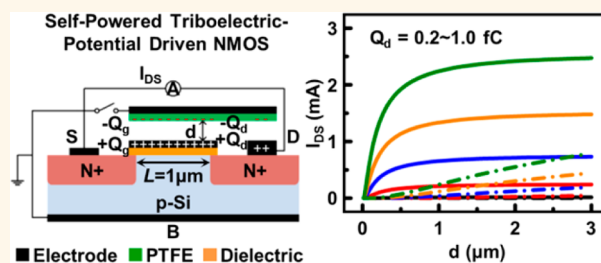 Self-Powered Triboelectric-
Potential Driven NMOS
I_DS
A
-Q_g
-Q_d
S
+Q_g
d
+Q_d
++
D
N+
L=1μm
N+
p-Si
B
Electrode PTFE Dielectric
Q_d = 0.2~1.0 fC
I_DS (mA)
3
2
1
0
0 1 2 3
d (μm)